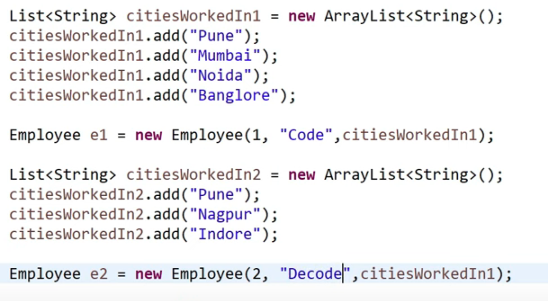 List<String> citiesWorkedIn1 = new ArrayList<String>();
citiesWorkedIn1.add("Pune");
citiesWorkedIn1.add("Mumbai");
citiesWorkedIn1.add("Noida");
citiesWorkedIn1.add("Banglore");
Employee e1 = new Employee(1, "Code",citiesWorkedIn1);
List<String> citiesWorkedIn2 = new ArrayList<String>();
citiesWorkedIn2.add("Pune");
citiesWorkedIn2.add("Nagpur");
citiesWorkedIn2.add("Indore");
Employee e2 = new Employee(2, "Decode",citiesWorkedIn1);